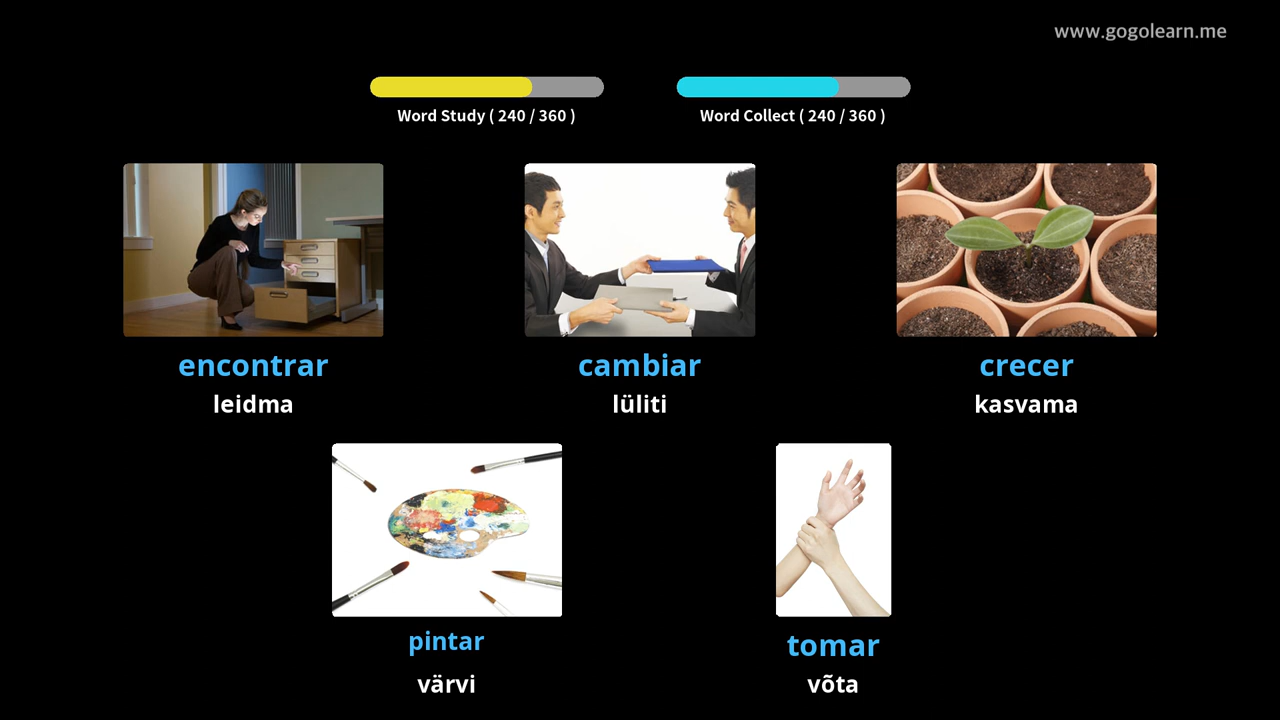 www.gogolearn.me
Word Study ( 240 / 360 )
Word Collect ( 240 / 360 )
encontrar
leidma
cambiar
lüliti
crecer
kasvama
pintar
värvi
tomar
võta